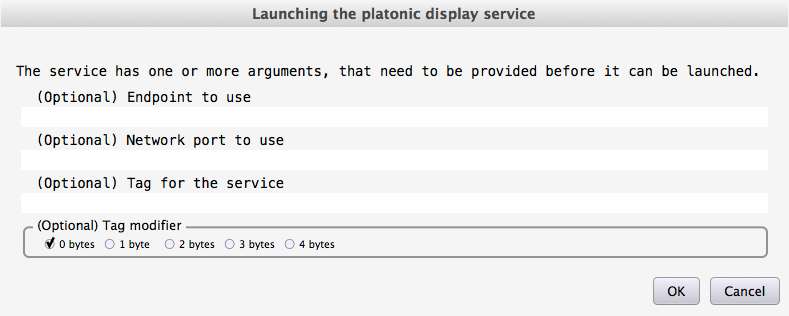 Launching the platonic display service
The service has one or more arguments, that need to be provided before it can be launched.
(Optional) Endpoint to use
(Optional) Network port to use
(Optional) Tag for the service
(Optional) Tag modifier
0 bytes 1 byte 2 bytes 3 bytes 4 bytes
OK Cancel